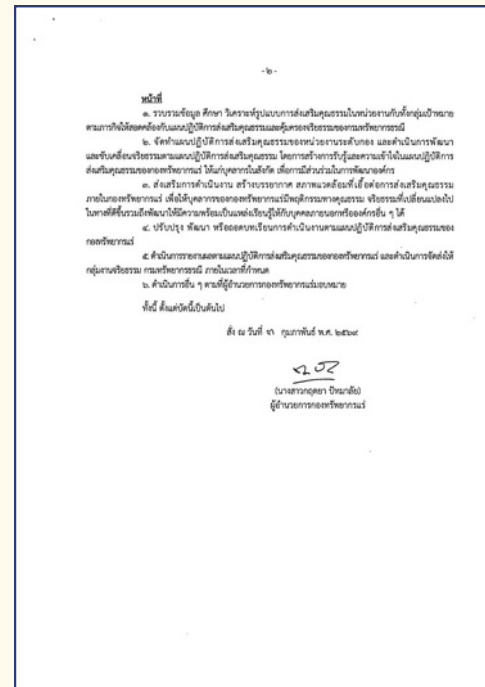 - ๒ -
หน้าที่
๑. รวบรวมข้อมูล ศึกษา วิเคราะห์รูปแบบการส่งเสริมคุณธรรมในหน่วยงานกับทั้งกลุ่มเป้าหมาย
ตามภารกิจให้สอดคล้องกับแผนปฏิบัติการส่งเสริมคุณธรรมและคุ้มครองจริยธรรมของกรมทรัพยากรธรณี
๒. จัดทำแผนปฏิบัติการส่งเสริมคุณธรรมของหน่วยงานระดับกอง และดำเนินการพัฒนา
และขับเคลื่อนจริยธรรมตามแผนปฏิบัติการส่งเสริมคุณธรรม โดยการสร้างการรับรู้และความเข้าใจในแผนปฏิบัติการ
ส่งเสริมคุณธรรมของกองทรัพยากรแร่ ให้แก่บุคลากรในสังกัด เพื่อการมีส่วนร่วมในการพัฒนาองค์กร
๓. ส่งเสริมการดำเนินงาน สร้างบรรยากาศ สภาพแวดล้อมที่เอื้อต่อการส่งเสริมคุณธรรม
ภายในกองทรัพยากรแร่ เพื่อให้บุคลากรของกองทรัพยากรแร่มีพฤติกรรมทางคุณธรรม จริยธรรมที่เปลี่ยนแปลงไป
ในทางที่ดีขึ้นรวมถึงพัฒนาให้มีความพร้อมเป็นแหล่งเรียนรู้ให้กับบุคคลภายนอกหรือองค์กรอื่น ๆ ได้
๔. ปรับปรุง พัฒนา หรือถอดบทเรียนการดำเนินงานตามแผนปฏิบัติการส่งเสริมคุณธรรมของ
กองทรัพยากรแร่
๕. ดำเนินการรายงานผลตามแผนปฏิบัติการส่งเสริมคุณธรรมของกองทรัพยากรแร่ และดำเนินการจัดส่งให้
กลุ่มงานจริยธรรม กรมทรัพยากรธรณี ภายในเวลาที่กำหนด
๖. ดำเนินการอื่น ๆ ตามที่ผู้อำนวยการกองทรัพยากรแร่มอบหมาย
ทั้งนี้ ตั้งแต่บัดนี้เป็นต้นไป
สั่ง ณ วันที่ กุมภาพันธ์ พ.ศ. ๒๕๖๙
(นางสาวกฤตยา ปัทมาลัย)
ผู้อำนวยการกองทรัพยากรแร่